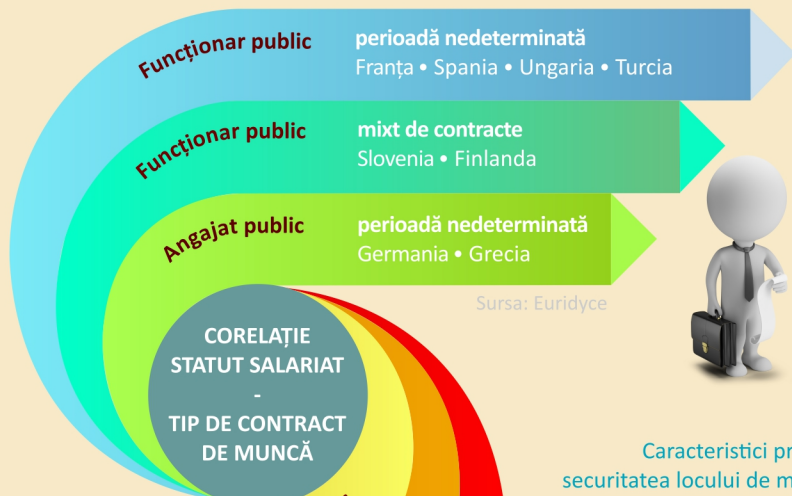 Funcționar public
perioadă nedeterminată
Franța • Spania • Ungaria • Turcia
Funcționar public
mixt de contracte
Slovenia • Finlanda
Angajat public
perioadă nedeterminată
Germania • Grecia
Sursa: Euridyce
CORELAȚIE
STATUT SALARIAT
-
TIP DE CONTRACT
DE MUNCĂ
Caracteristici pr
securitatea locului de m